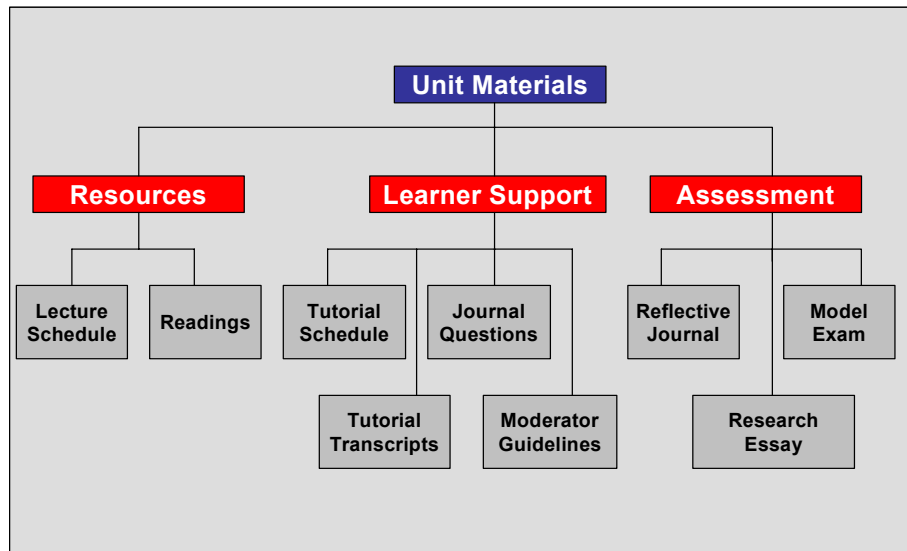 Unit Materials
Resources
Learner Support
Assessment
Lecture
Schedule
Readings
Tutorial
Schedule
Journal
Questions
Reflective
Journal
Model
Exam
Tutorial
Transcripts
Moderator
Guidelines
Research
Essay